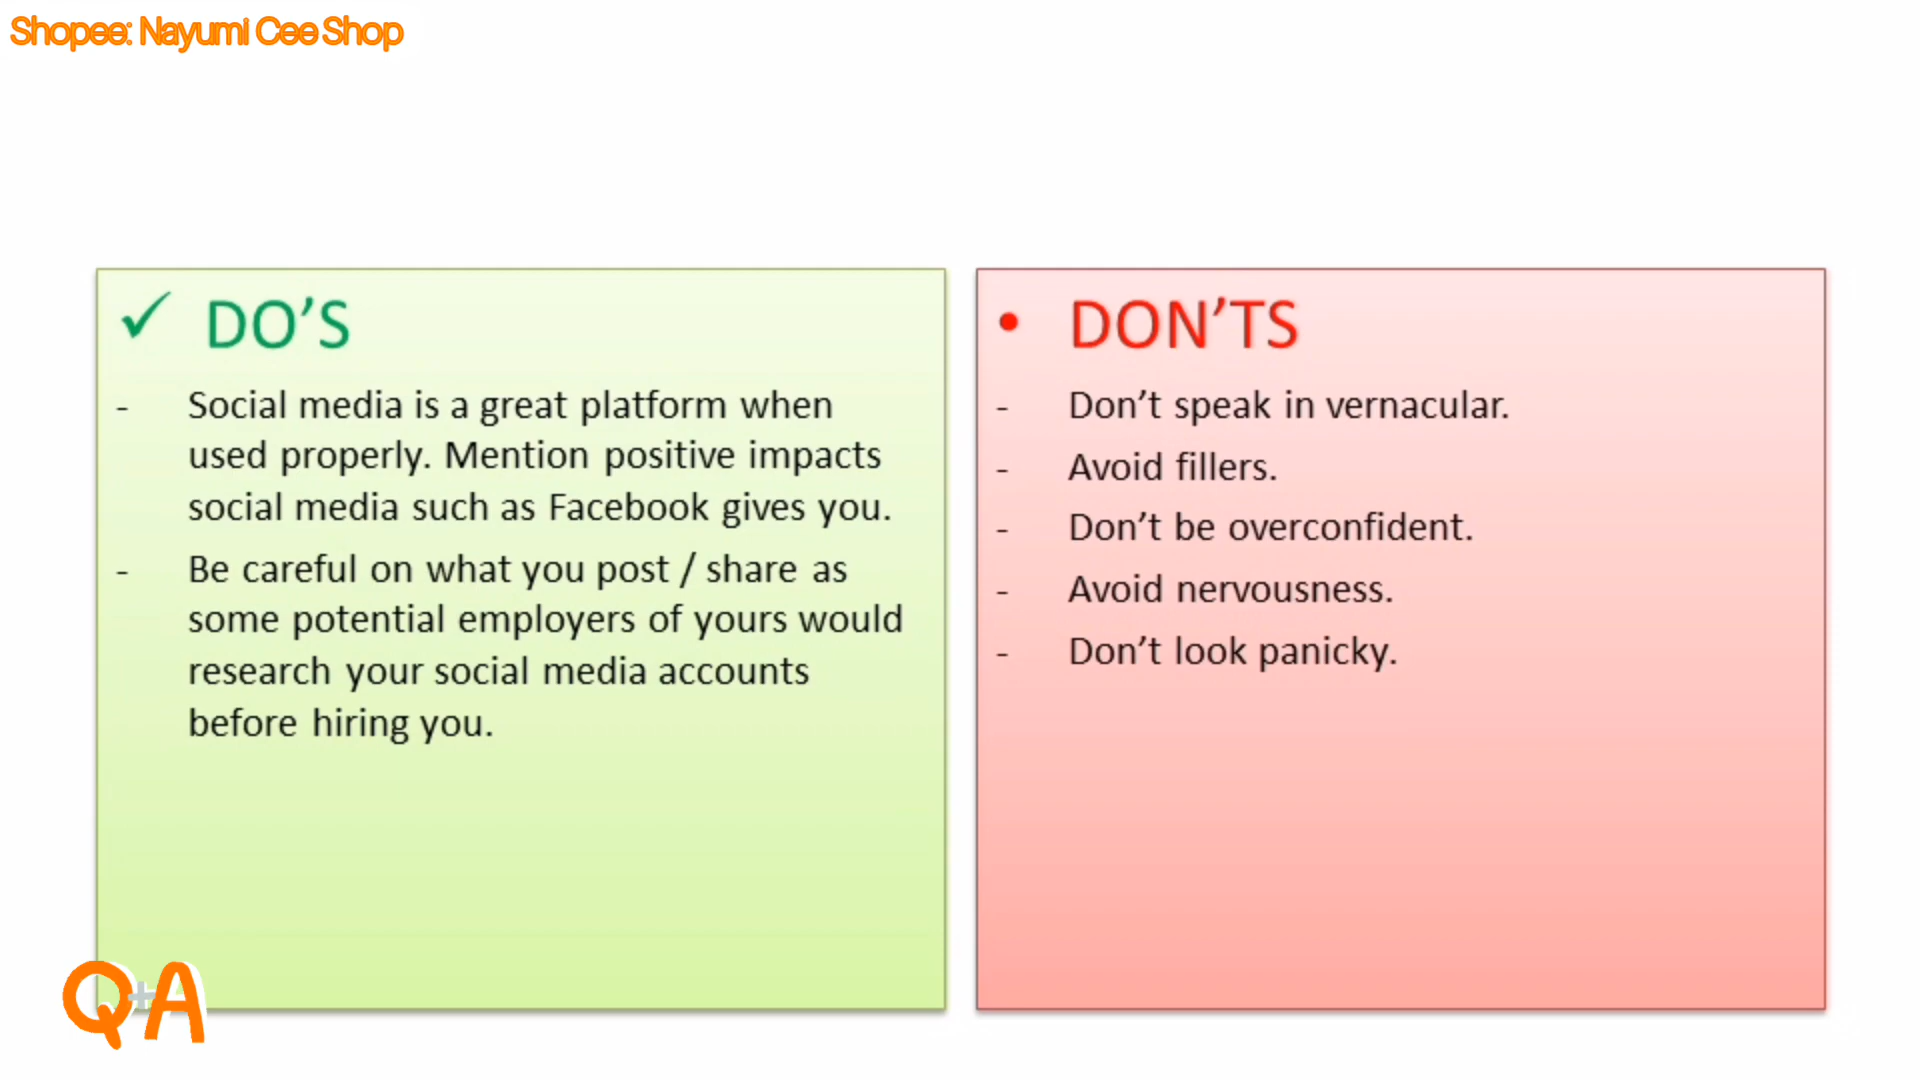 Shopee: Nayumi Cee Shop
✓ DO’S
- Social media is a great platform when
used properly. Mention positive impacts
social media such as Facebook gives you.
- Be careful on what you post / share as
some potential employers of yours would
research your social media accounts
before hiring you.
• DON’TS
- Don’t speak in vernacular.
- Avoid fillers.
- Don’t be overconfident.
- Avoid nervousness.
- Don’t look panicky.
Q+A